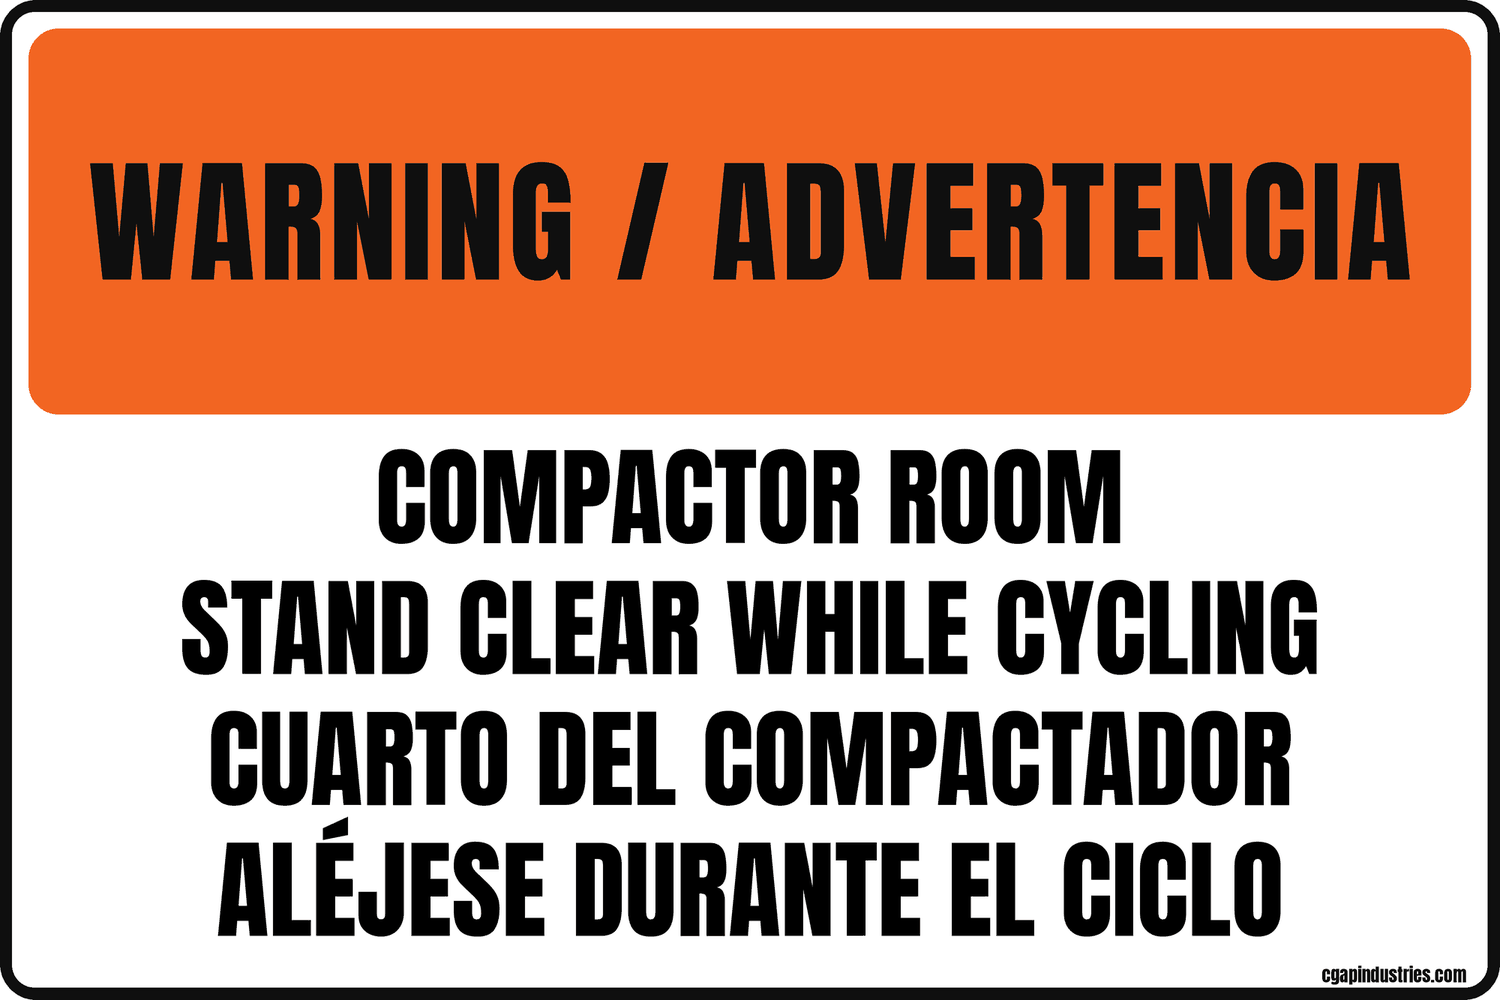 WARNING / ADVERTENCIA
COMPACTOR ROOM
STAND CLEAR WHILE CYCLING
CUARTO DEL COMPACTADOR
ALÉJESE DURANTE EL CICLO
cgapindustries.com